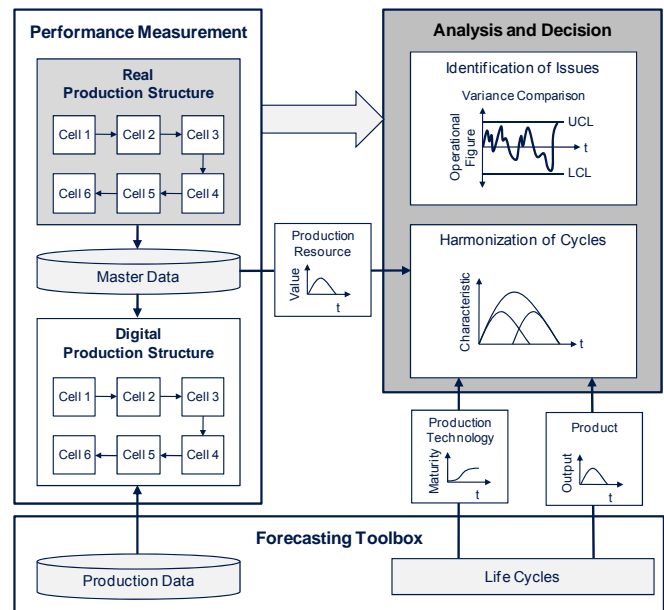 Performance Measurement
Real
Production Structure
Cell 1
Cell 2
Cell 3
Cell 6
Cell 5
Cell 4
Master Data
Digital
Production Structure
Cell 1
Cell 2
Cell 3
Cell 6
Cell 5
Cell 4
Production
Resource
Value
t
Analysis and Decision
Identification of Issues
Variance Comparison
Operational
Figure
UCL
t
LCL
Harmonization of Cycles
Characteristic
t
Production
Technology
Maturity
t
Product
Output
t
Forecasting Toolbox
Production Data
Life Cycles